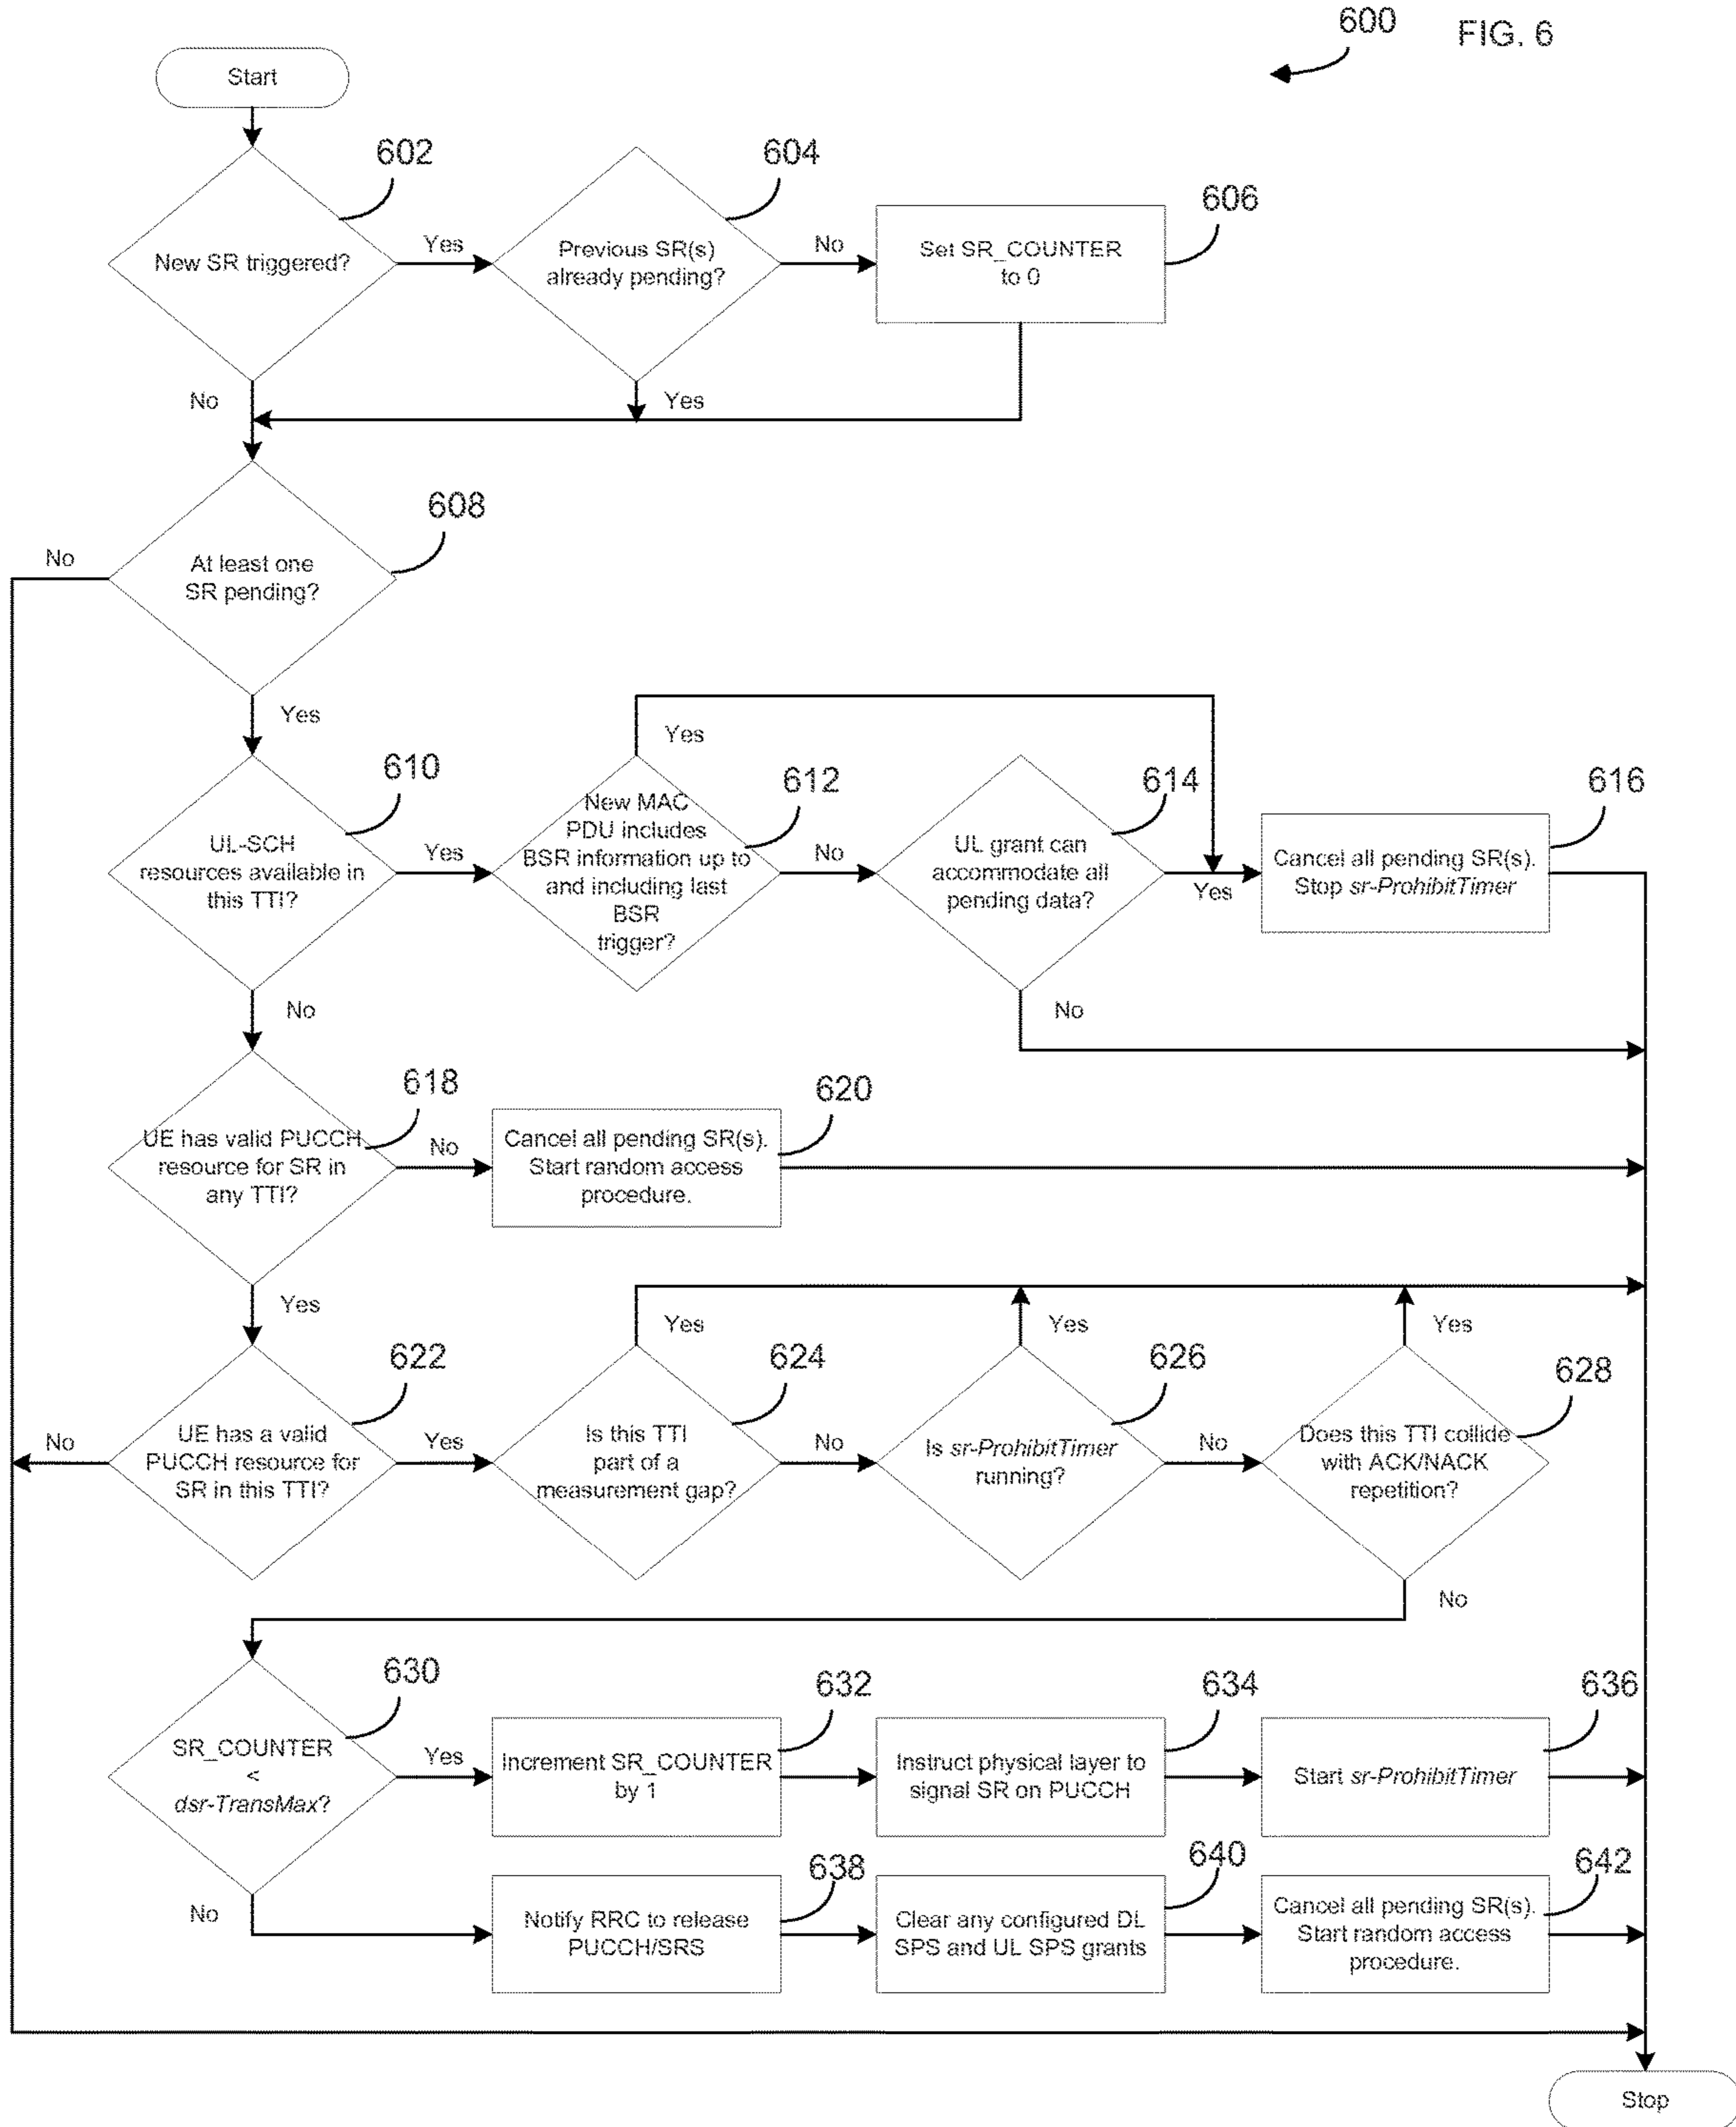 600
FIG. 6
Start
602
604
606
New SR triggered?
Yes
Previous SR(s)
already pending?
No
Set SR_COUNTER
to 0
No
Yes
608
No
At least one
SR pending?
Yes
Yes
610
612
614
616
UL-SCH
resources available in
this TTI?
Yes
New MAC
PDU includes
BSR information up to
and including last
BSR
trigger?
No
UL grant can
accommodate all
pending data?
Yes
Cancel all pending SR(s).
Stop sr-ProhibitTimer
No
No
618
620
UE has valid PUCCH
resource for SR in
any TTI?
No
Cancel all pending SR(s).
Start random access
procedure.
Yes
Yes
Yes
Yes
622
624
626
628
No
UE has a valid
PUCCH resource for
SR in this TTI?
Yes
Is this TTI
part of a
measurement gap?
No
Is sr-ProhibitTimer
running?
No
Does this TTI collide
with ACK/NACK
repetition?
No
630
632
634
636
SR_COUNTER
<
dsr-TransMax?
Yes
Increment SR_COUNTER
by 1
Instruct physical layer to
signal SR on PUCCH
Start sr-ProhibitTimer
638
640
642
No
Notify RRC to release
PUCCH/SRS
Clear any configured DL
SPS and UL SPS grants
Cancel all pending SR(s).
Start random access
procedure.
Stop